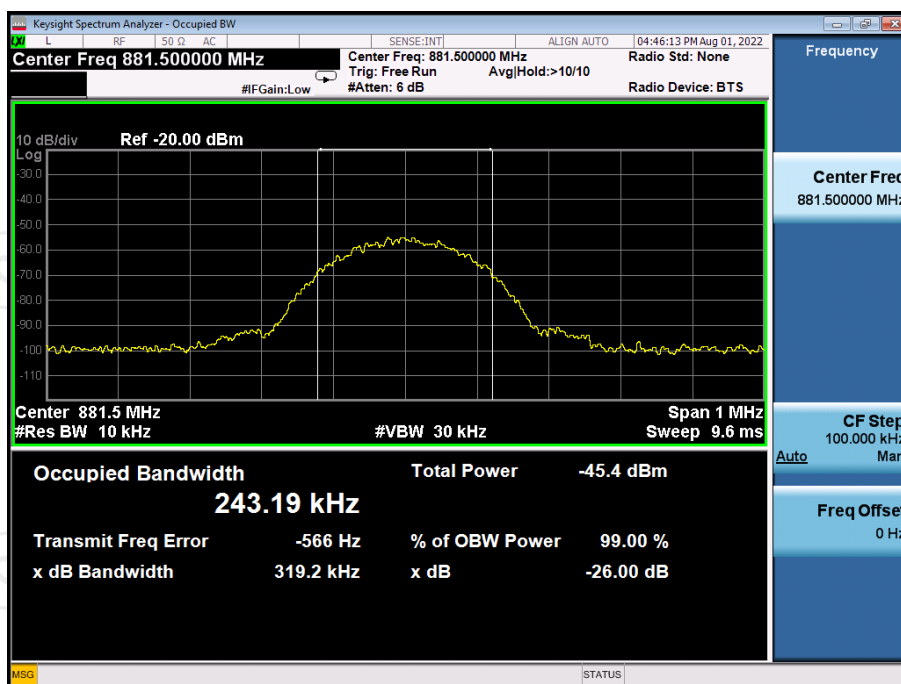 Keysight Spectrum Analyzer - Occupied BW
LXI L RF 50 Ω AC SENSE:INT ALIGN AUTO 04:46:13 PM Aug 01, 2022
Center Freq 881.500000 MHz
Center Freq: 881.500000 MHz
Radio Std: None
Trig: Free Run Avg|Hold:>10/10
#IFGain:Low
#Atten: 6 dB
Radio Device: BTS
10 dB/div Ref -20.00 dBm
Log
-30.0
-40.0
-50.0
-60.0
-70.0
-80.0
-90.0
-100
-110
Center 881.5 MHz Span 1 MHz
#Res BW 10 kHz #VBW 30 kHz Sweep 9.6 ms
Occupied Bandwidth Total Power -45.4 dBm
243.19 kHz
Transmit Freq Error -566 Hz % of OBW Power 99.00 %
x dB Bandwidth 319.2 kHz x dB -26.00 dB
MSG STATUS
Frequency
Center Freq
881.500000 MHz
CF Step
100.000 kHz
Auto Man
Freq Offset
0 Hz